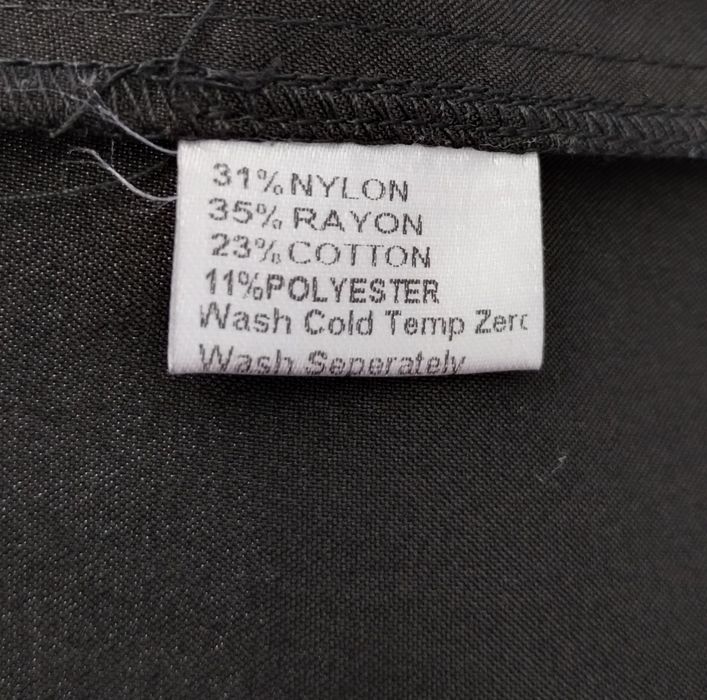 31% NYLON
35% RAYON
23% COTTON
11%POLYESTER
Wash Cold Temp Zero
Wash Seperately